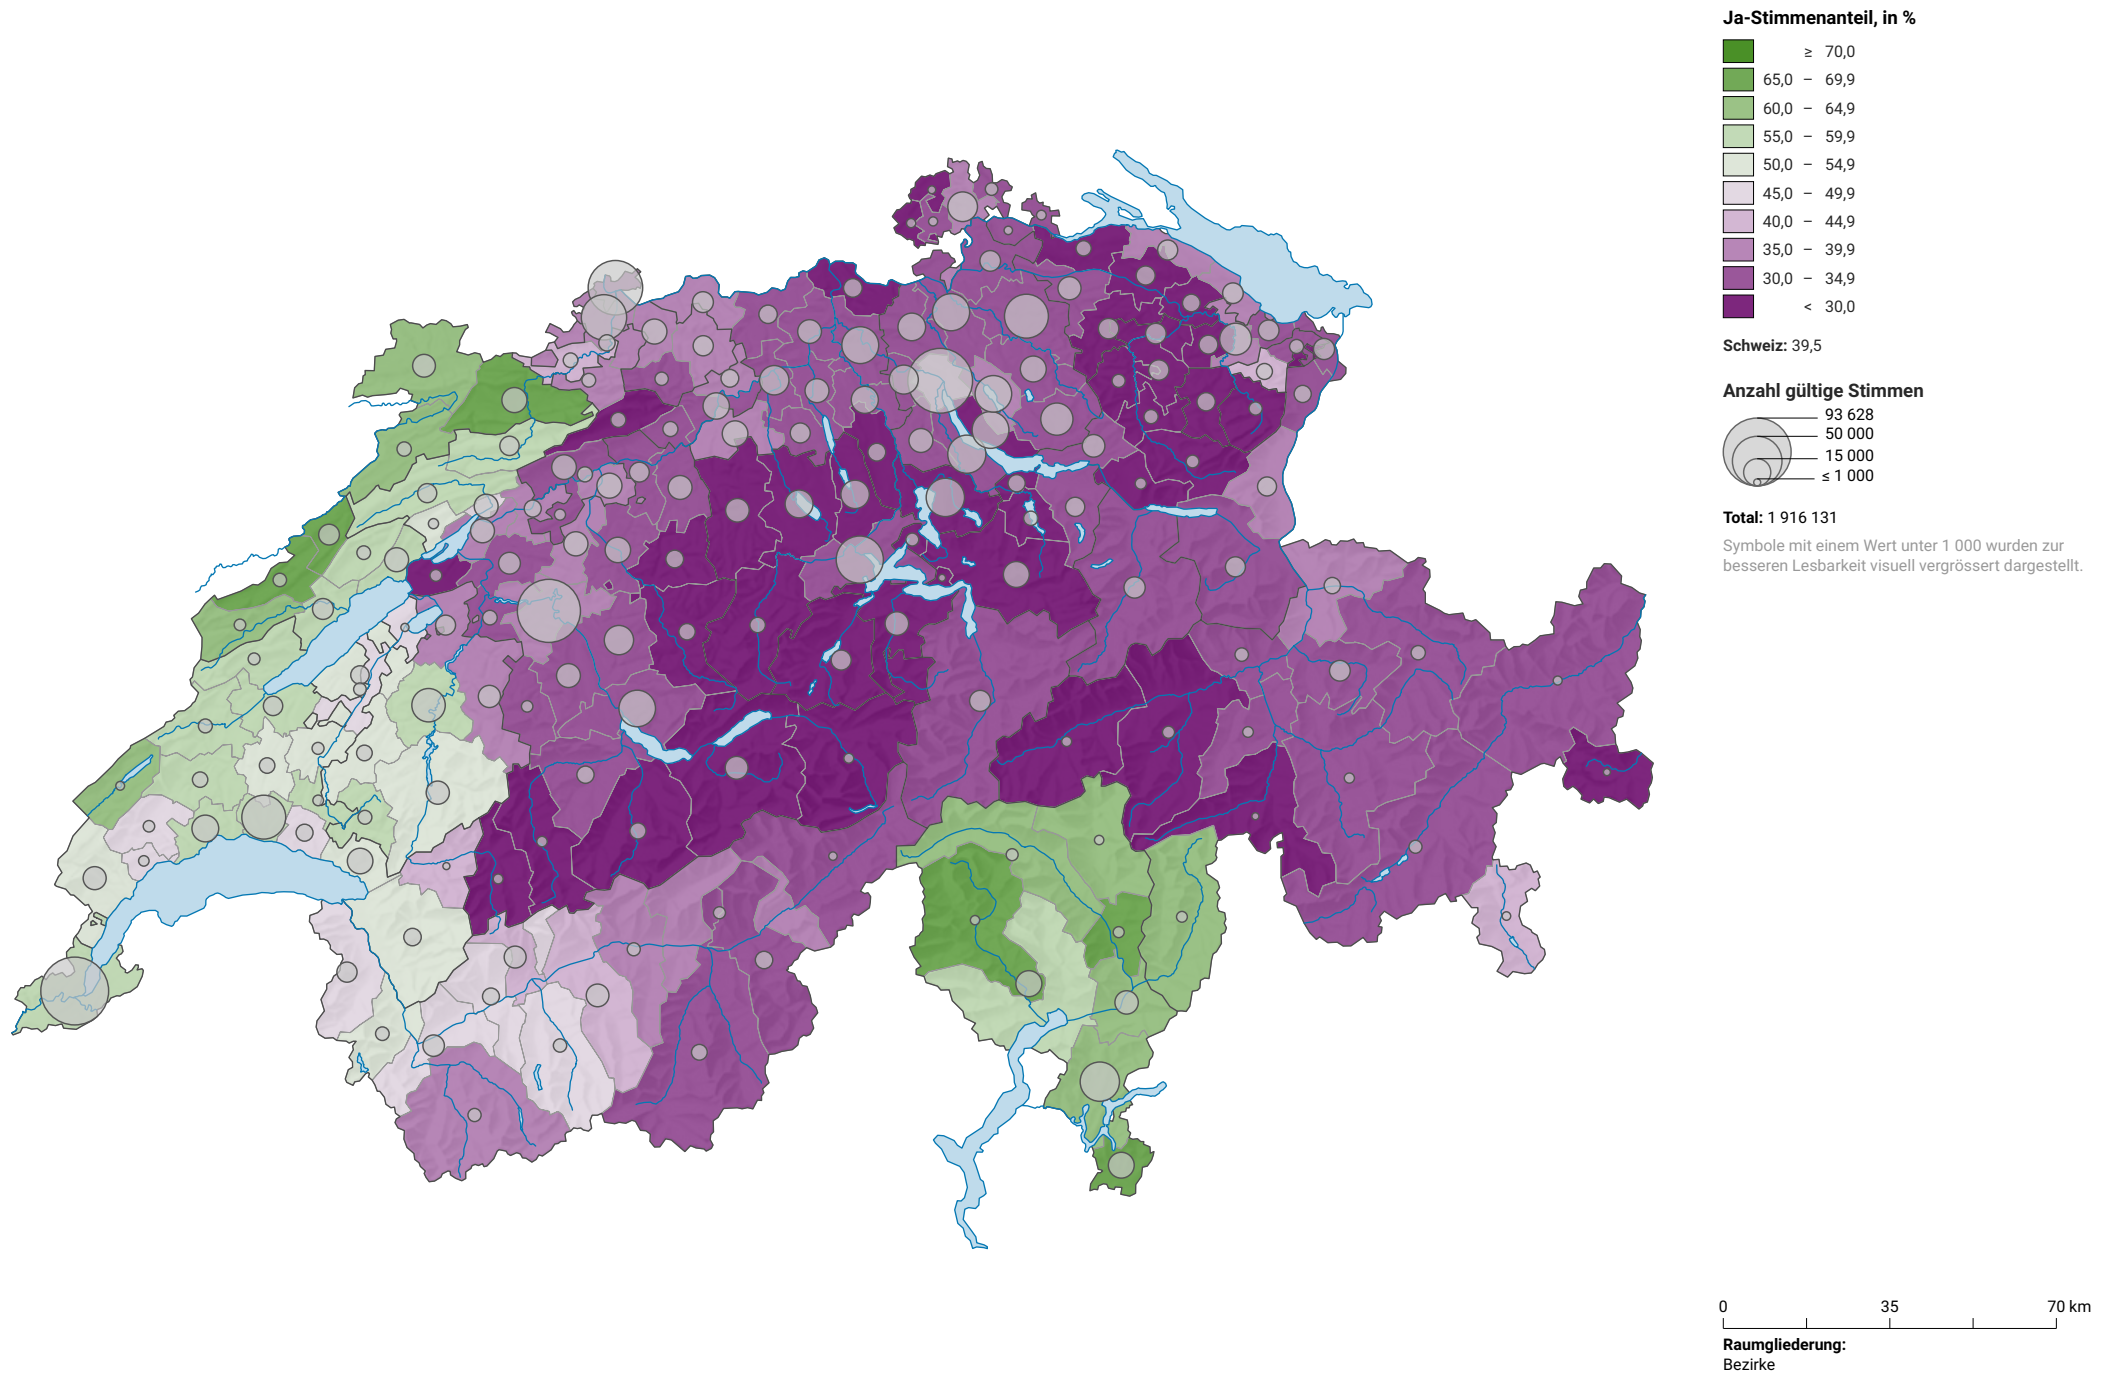 Ja-Stimmenanteil, in %
≥ 70,0
65,0 – 69,9
60,0 – 64,9
55,0 – 59,9
50,0 – 54,9
45,0 – 49,9
40,0 – 44,9
35,0 – 39,9
30,0 – 34,9
< 30,0
Schweiz: 39,5
Anzahl gültige Stimmen
93 628
50 000
15 000
≤ 1 000
Total: 1 916 131
Symbole mit einem Wert unter 1 000 wurden zur
besseren Lesbarkeit visuell vergrössert dargestellt.
0 35 70 km
Raumgliederung:
Bezirke